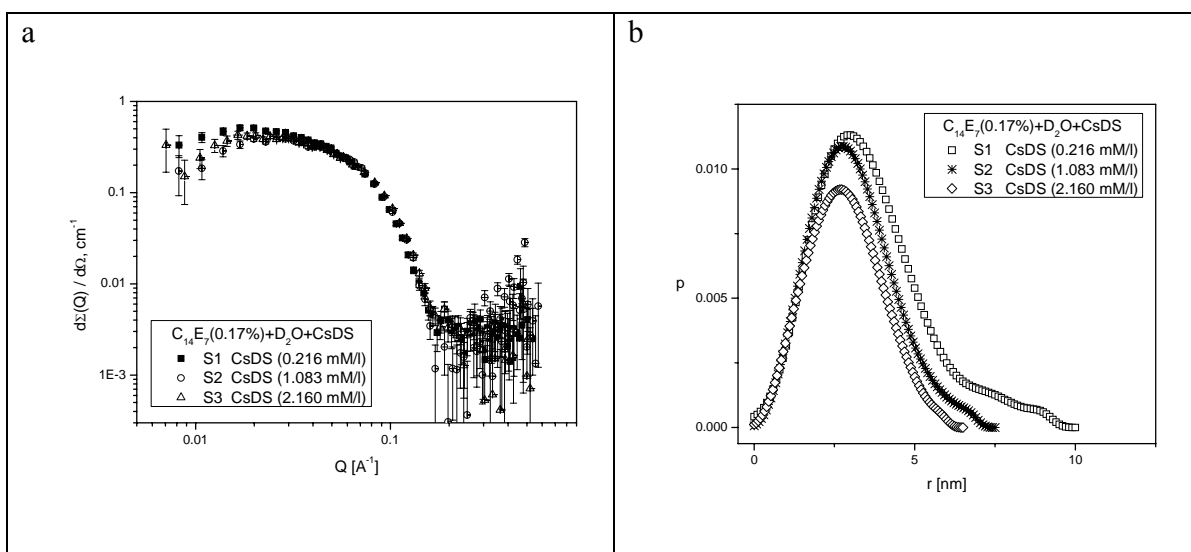 a
1
0.1
0.01
1E-3
0.01
0.1
dΣ(Q) / dΩ, cm⁻¹
Q [A⁻¹]
C₁₄E₇(0.17%)+D₂O+CsDS
S1 CsDS (0.216 mM/l)
S2 CsDS (1.083 mM/l)
S3 CsDS (2.160 mM/l)
b
0.010
0.005
0.000
0
5
10
p
r [nm]
C₁₄E₇(0.17%)+D₂O+CsDS
S1 CsDS (0.216 mM/l)
S2 CsDS (1.083 mM/l)
S3 CsDS (2.160 mM/l)